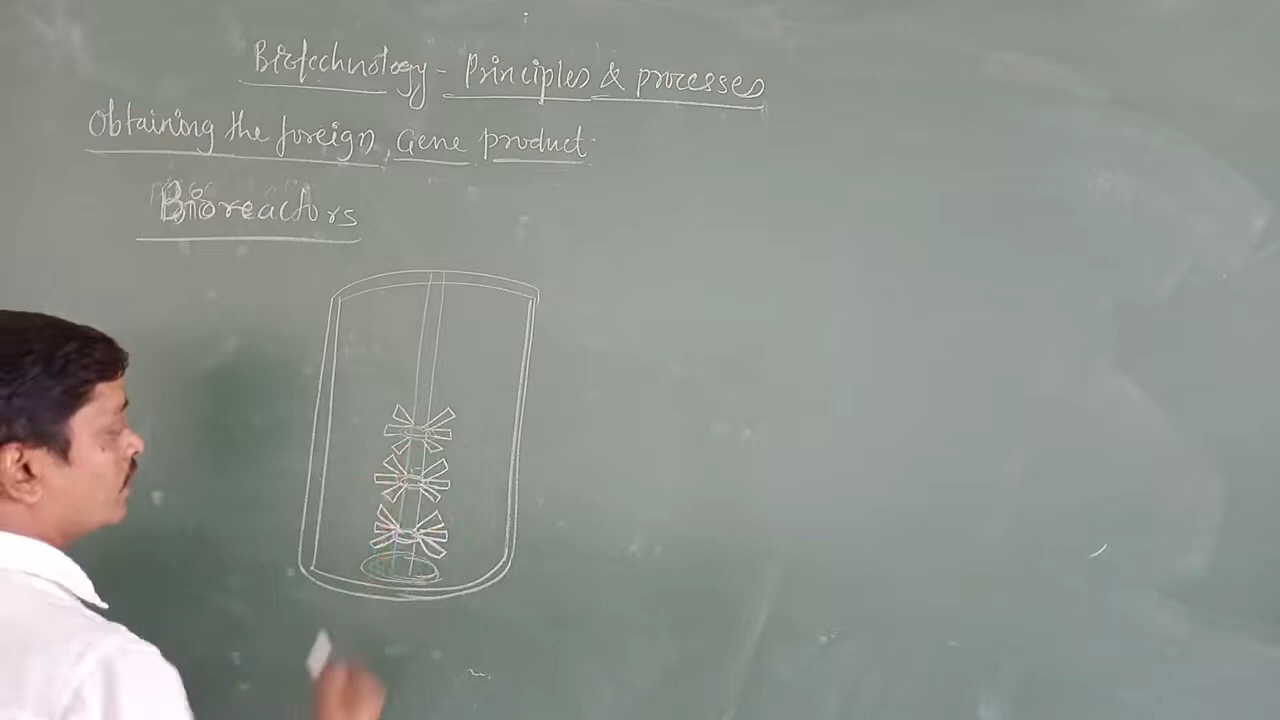 Biotechnology - Principles & processes
Obtaining the foreign Gene product
Bioreactors